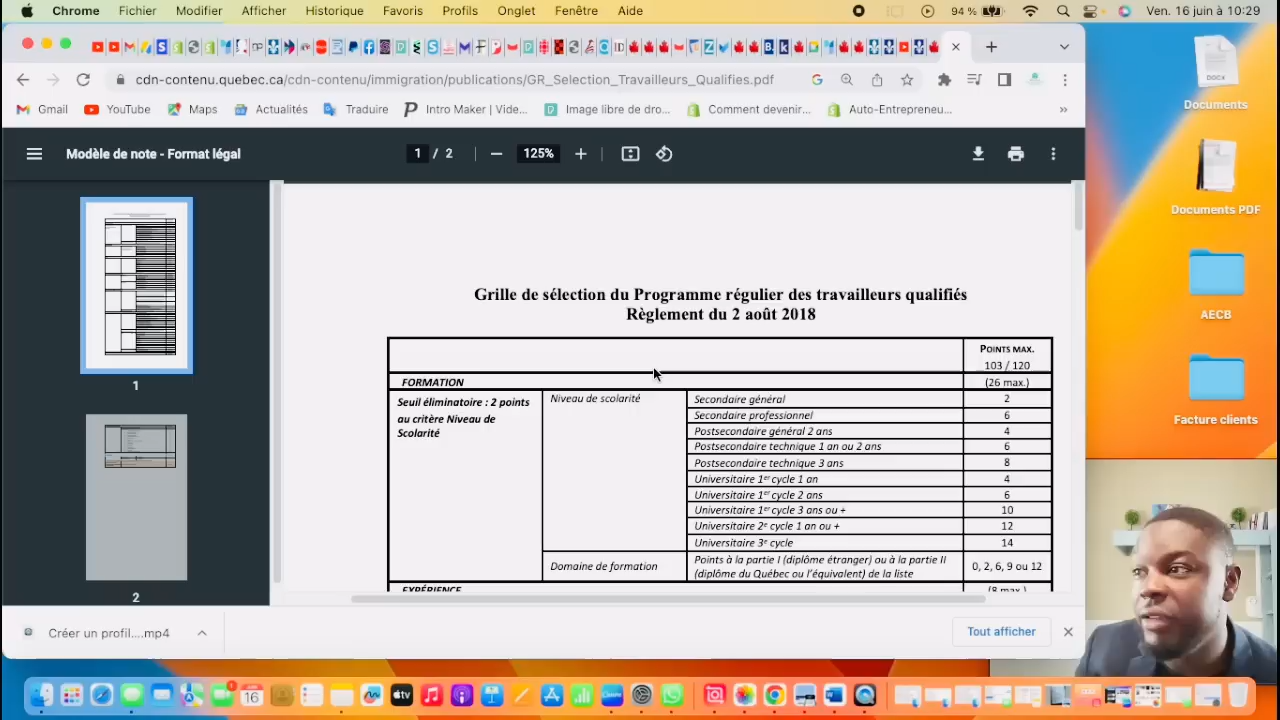 Chrome Fichier Modifier Afficher Historique Favoris Profils Onglet Fenêtre Aide 94 % Ven. 16 juin à 10:29
cdn-contenu.quebec.ca/cdn-contenu/immigration/publications/GR_Selection_Travailleurs_Qualifies.pdf
Gmail YouTube Maps Actualités Traduire Intro Maker | Vide... Image libre de dro... Comment devenir... Auto-Entrepreneu... »
Modèle de note - Format légal 1 / 2 125%
DOCX
Documents
Documents PDF
AECB
Facture clients
1
2
Grille de sélection du Programme régulier des travailleurs qualifiés
Règlement du 2 août 2018
POINTS MAX.
103 / 120
FORMATION (26 max.)
Seuil éliminatoire : 2 points
au critère Niveau de
Scolarité
Niveau de scolarité
Secondaire général 2
Secondaire professionnel 6
Postsecondaire général 2 ans 4
Postsecondaire technique 1 an ou 2 ans 6
Postsecondaire technique 3 ans 8
Universitaire 1er cycle 1 an 4
Universitaire 1er cycle 2 ans 6
Universitaire 1er cycle 3 ans ou + 10
Universitaire 2e cycle 1 an ou + 12
Universitaire 3e cycle 14
Domaine de formation
Points à la partie I (diplôme étranger) ou à la partie II
(diplôme du Québec ou l'équivalent) de la liste
0, 2, 6, 9 ou 12
EXPÉRIENCE (8 max.)
Créer un profil....mp4 Tout afficher
16